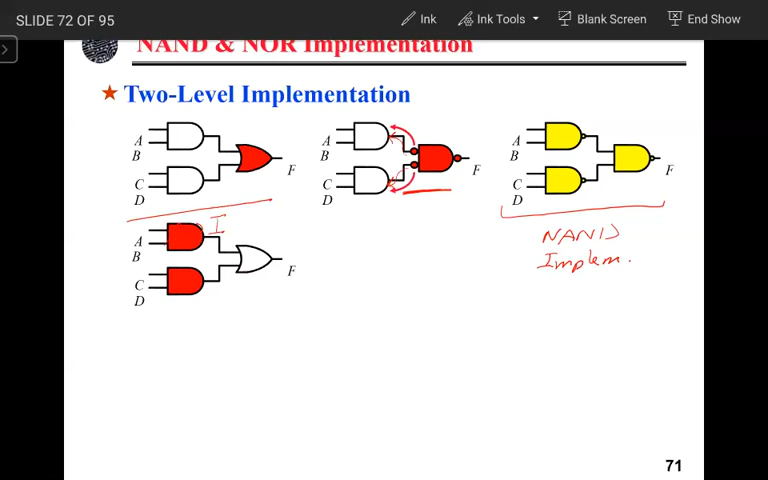 SLIDE 72 OF 95
Ink
Ink Tools
Blank Screen
End Show
NAND & NOR Implementation
★ Two-Level Implementation
A
B
C
D
F
A
B
C
D
F
A
B
C
D
F
A
B
C
D
F
I
NAND
Implem.
71